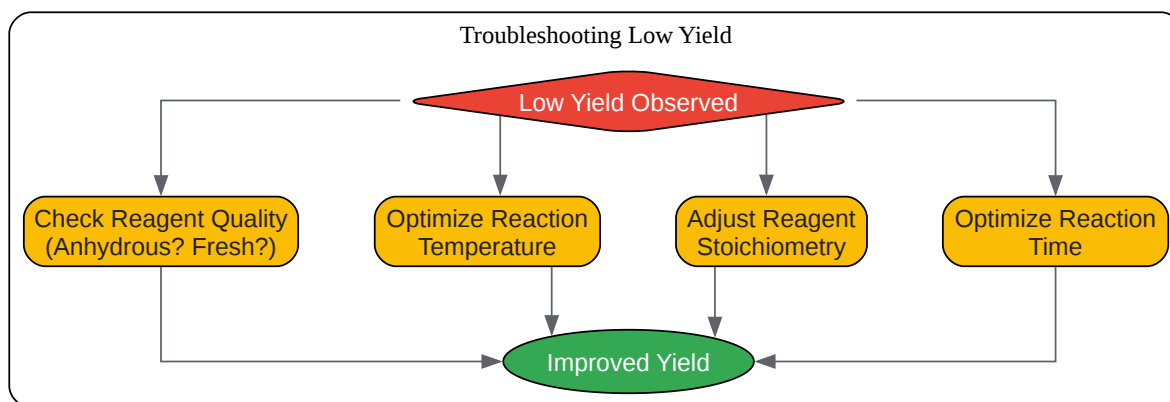 Troubleshooting Low Yield
Low Yield Observed
Check Reagent Quality
(Anhydrous? Fresh?)
Optimize Reaction
Temperature
Adjust Reagent
Stoichiometry
Optimize Reaction
Time
Improved Yield